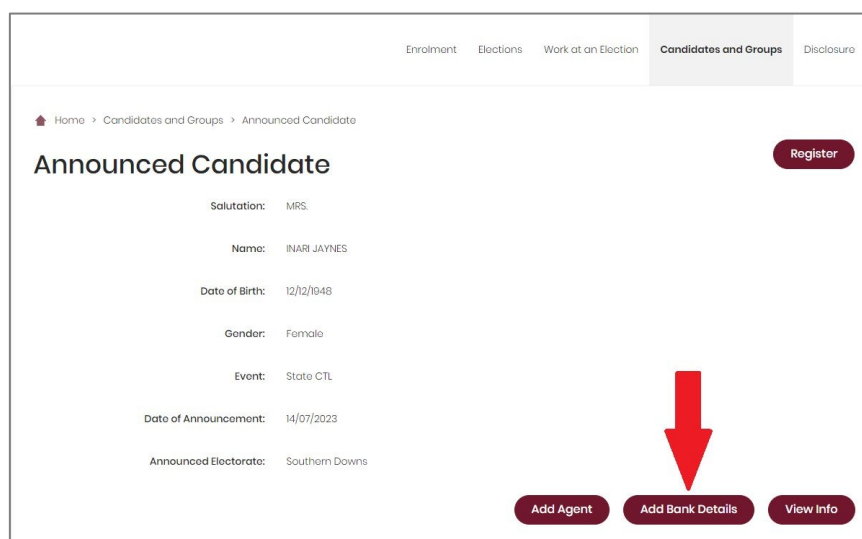 Enrolment Elections Work at an Election Candidates and Groups Disclosure
Home > Candidates and Groups > Announced Candidate
Announced Candidate
Register
Salutation: MRS.
Name: INARI JAYNES
Date of Birth: 12/12/1948
Gender: Female
Event: State CTL
Date of Announcement: 14/07/2023
Announced Electorate: Southern Downs
Add Agent Add Bank Details View Info